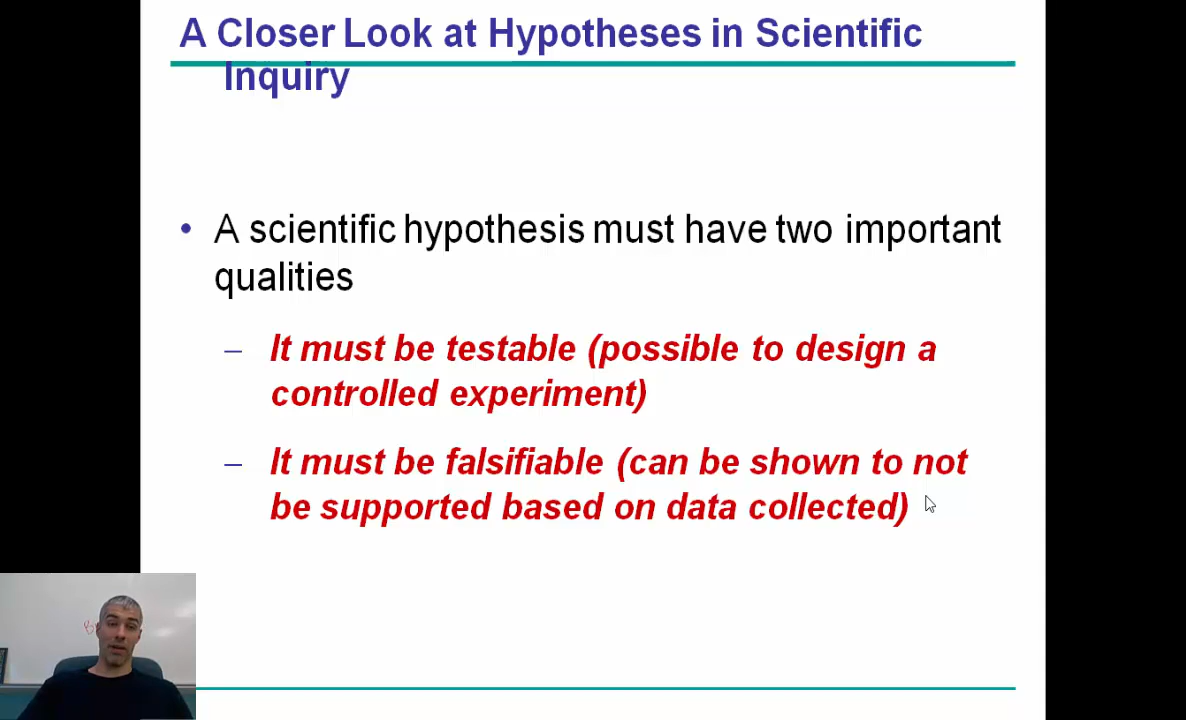 A Closer Look at Hypotheses in Scientific
Inquiry
• A scientific hypothesis must have two important
qualities
– It must be testable (possible to design a
controlled experiment)
– It must be falsifiable (can be shown to not
be supported based on data collected)